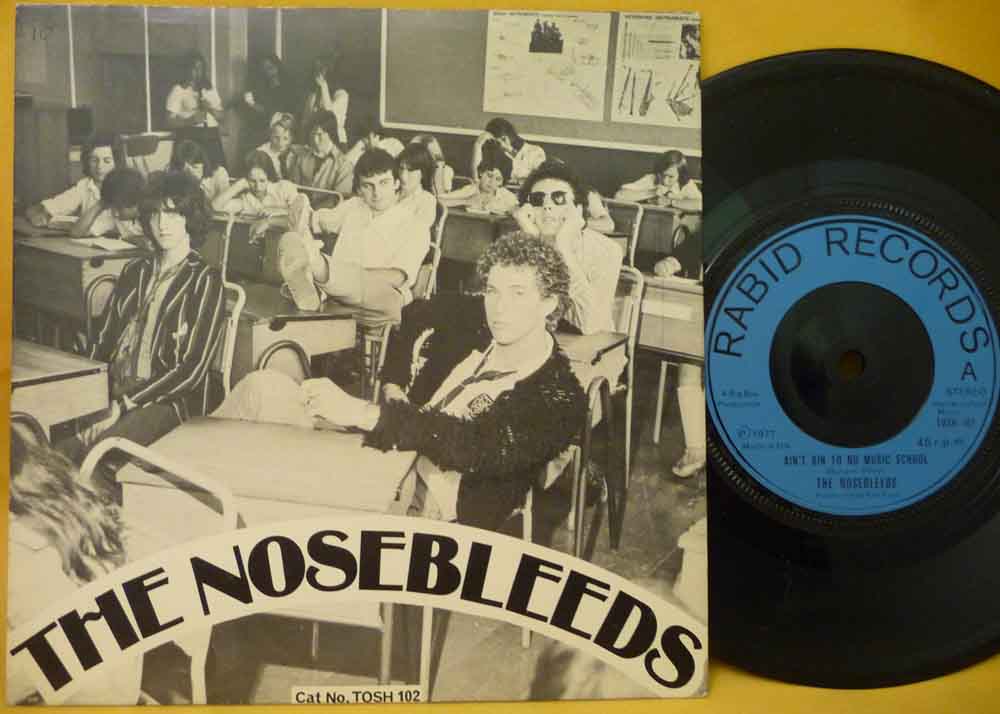 THE NOSEBLEEDS
Cat No. TOSH 102
RABID RECORDS
A
STEREO
TOSH 102
℗ 1977
45 r.p.m
AIN'T BIN TO NO MUSIC SCHOOL
THE NOSEBLEEDS